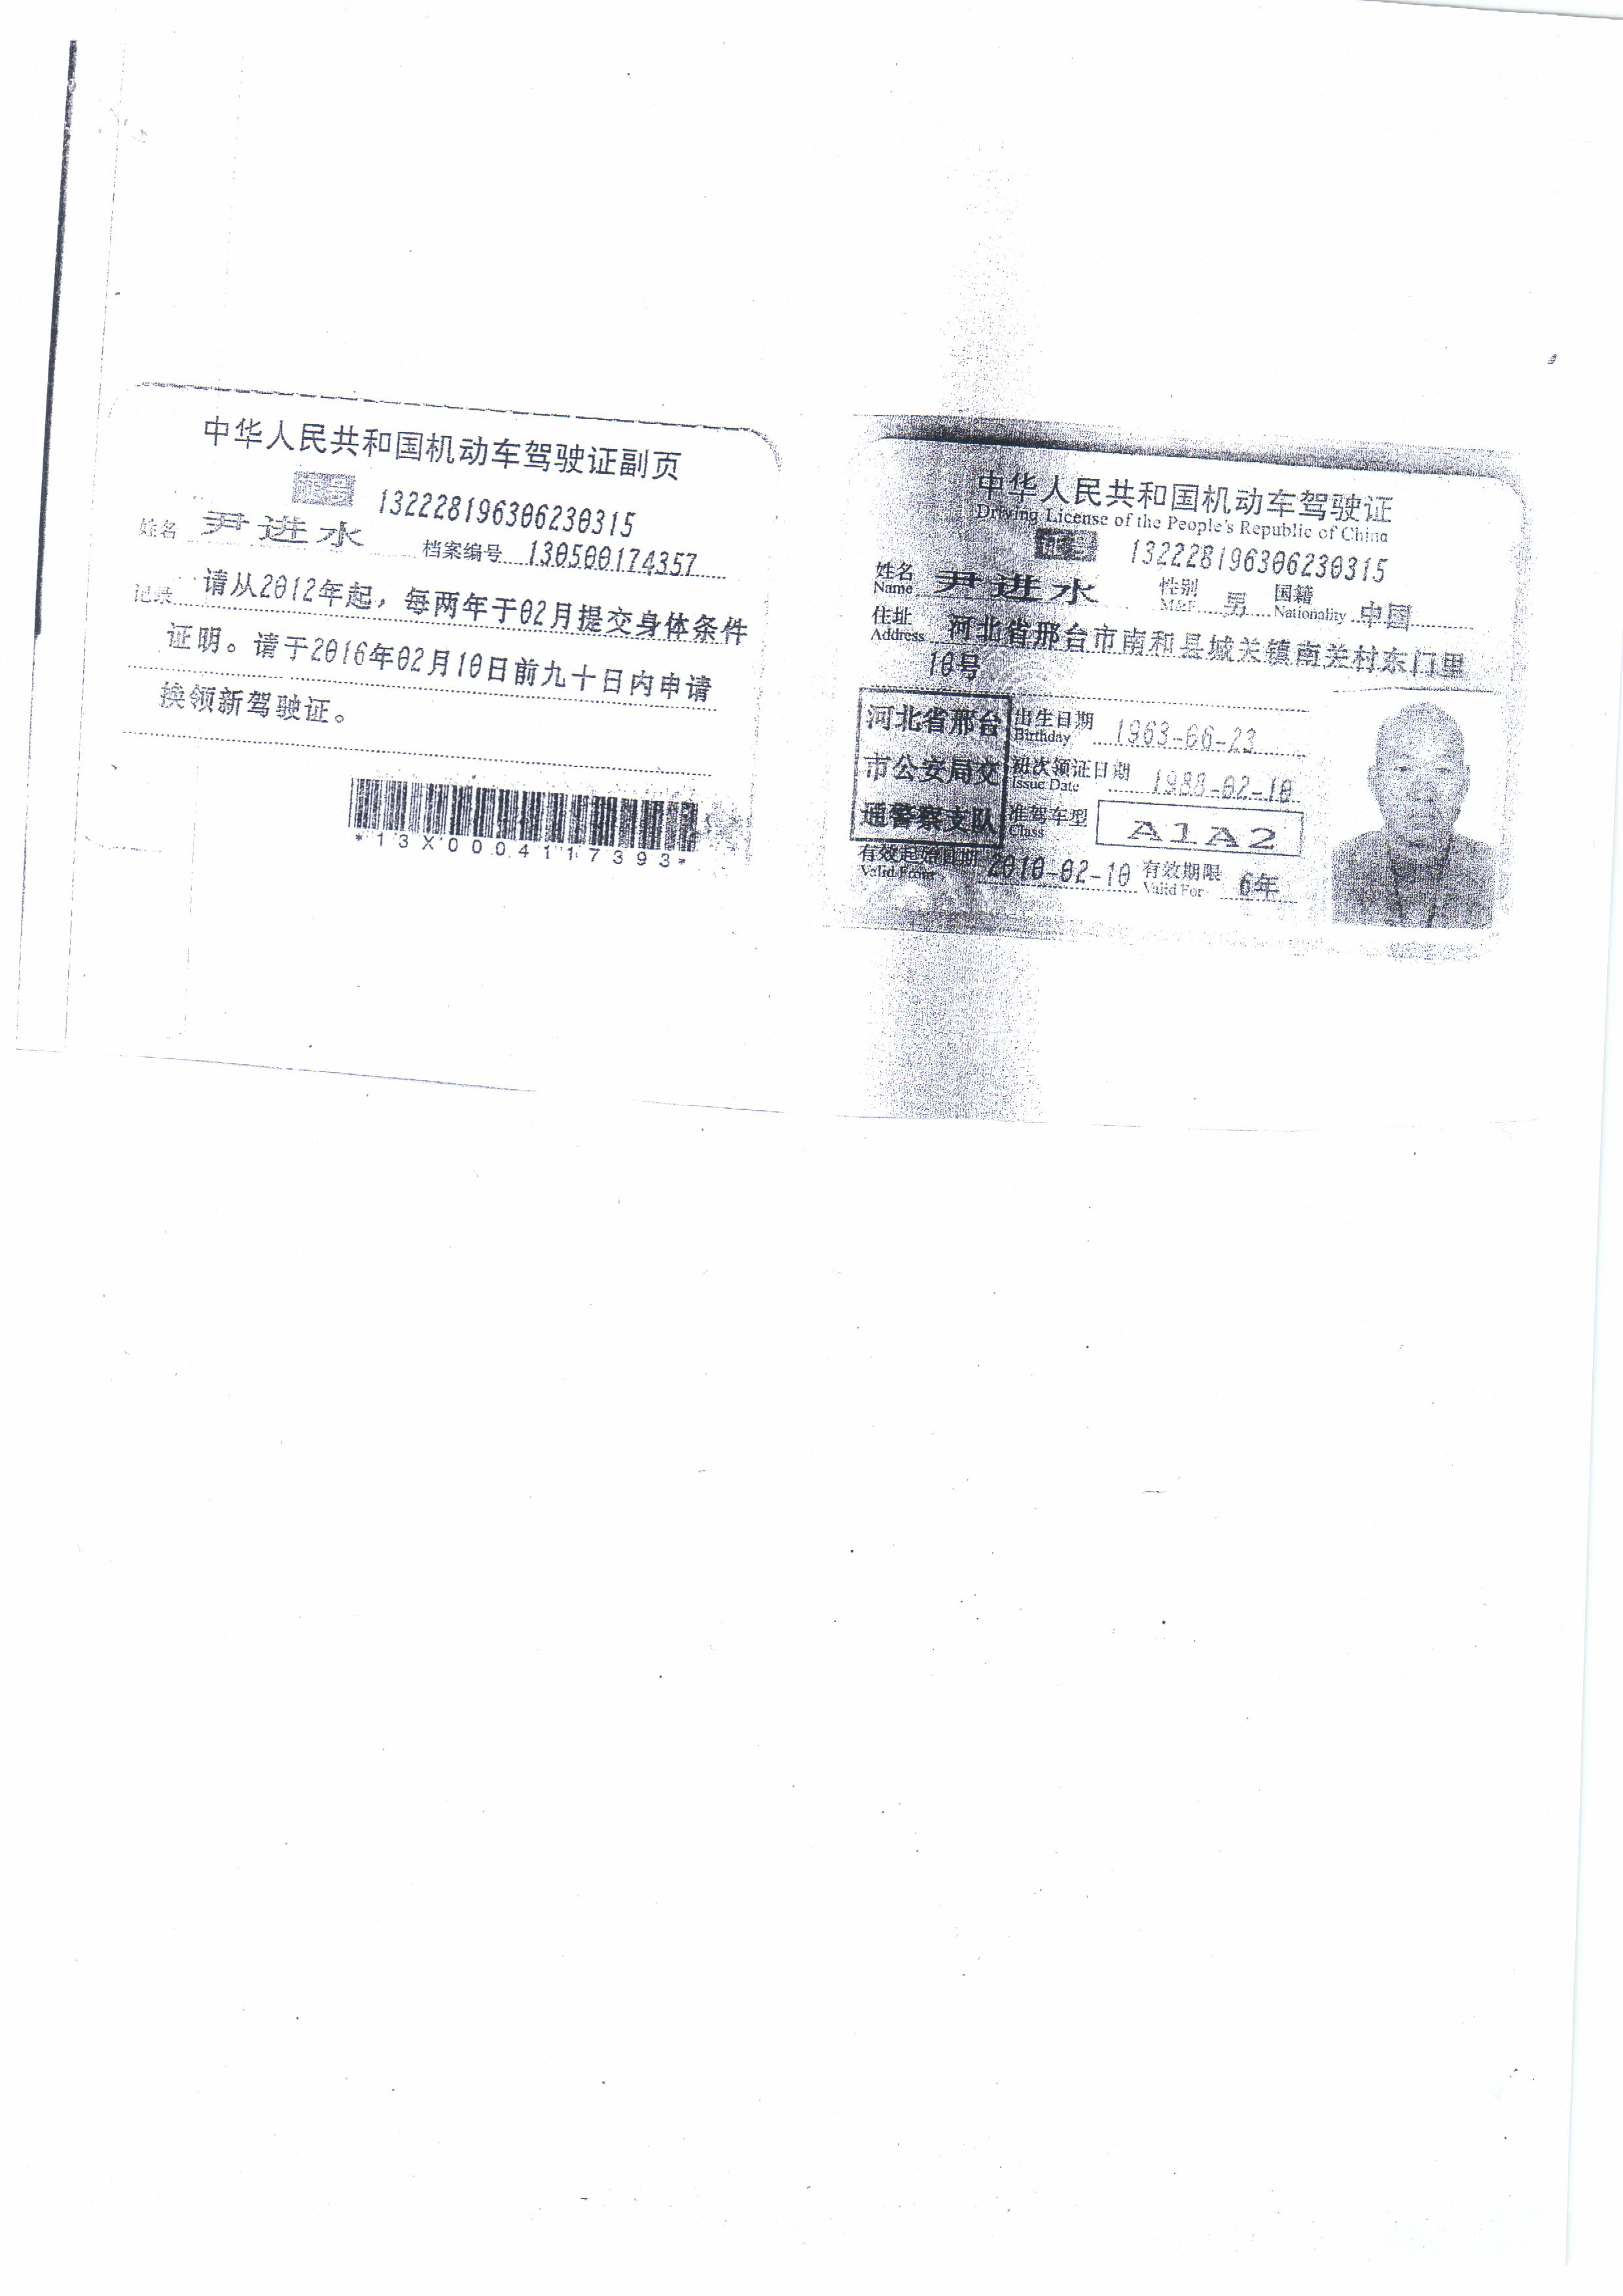 中华人民共和国机动车驾驶证副页
证号 132228196306230315
姓名 尹进水 档案编号 130500174357
记录 请从2012年起，每两年于02月提交身体条件
证明。请于2016年02月10日前九十日内申请
换领新驾驶证。
*13X0004117393*
中华人民共和国机动车驾驶证
Driving License of the People's Republic of China
证号 132228196306230315
姓名 Name 尹进水 性别 M&F 男 国籍 Nationality 中国
住址 Address 河北省邢台市南和县城关镇南关村东门里
10号
河北省邢台
市公安局交
通警察支队
出生日期 Birthday 1963-06-23
初次领证日期 Issue Date 1988-02-10
准驾车型 Class A1A2
有效起始日期 Valid From 2010-02-10 有效期限 Valid For 6年